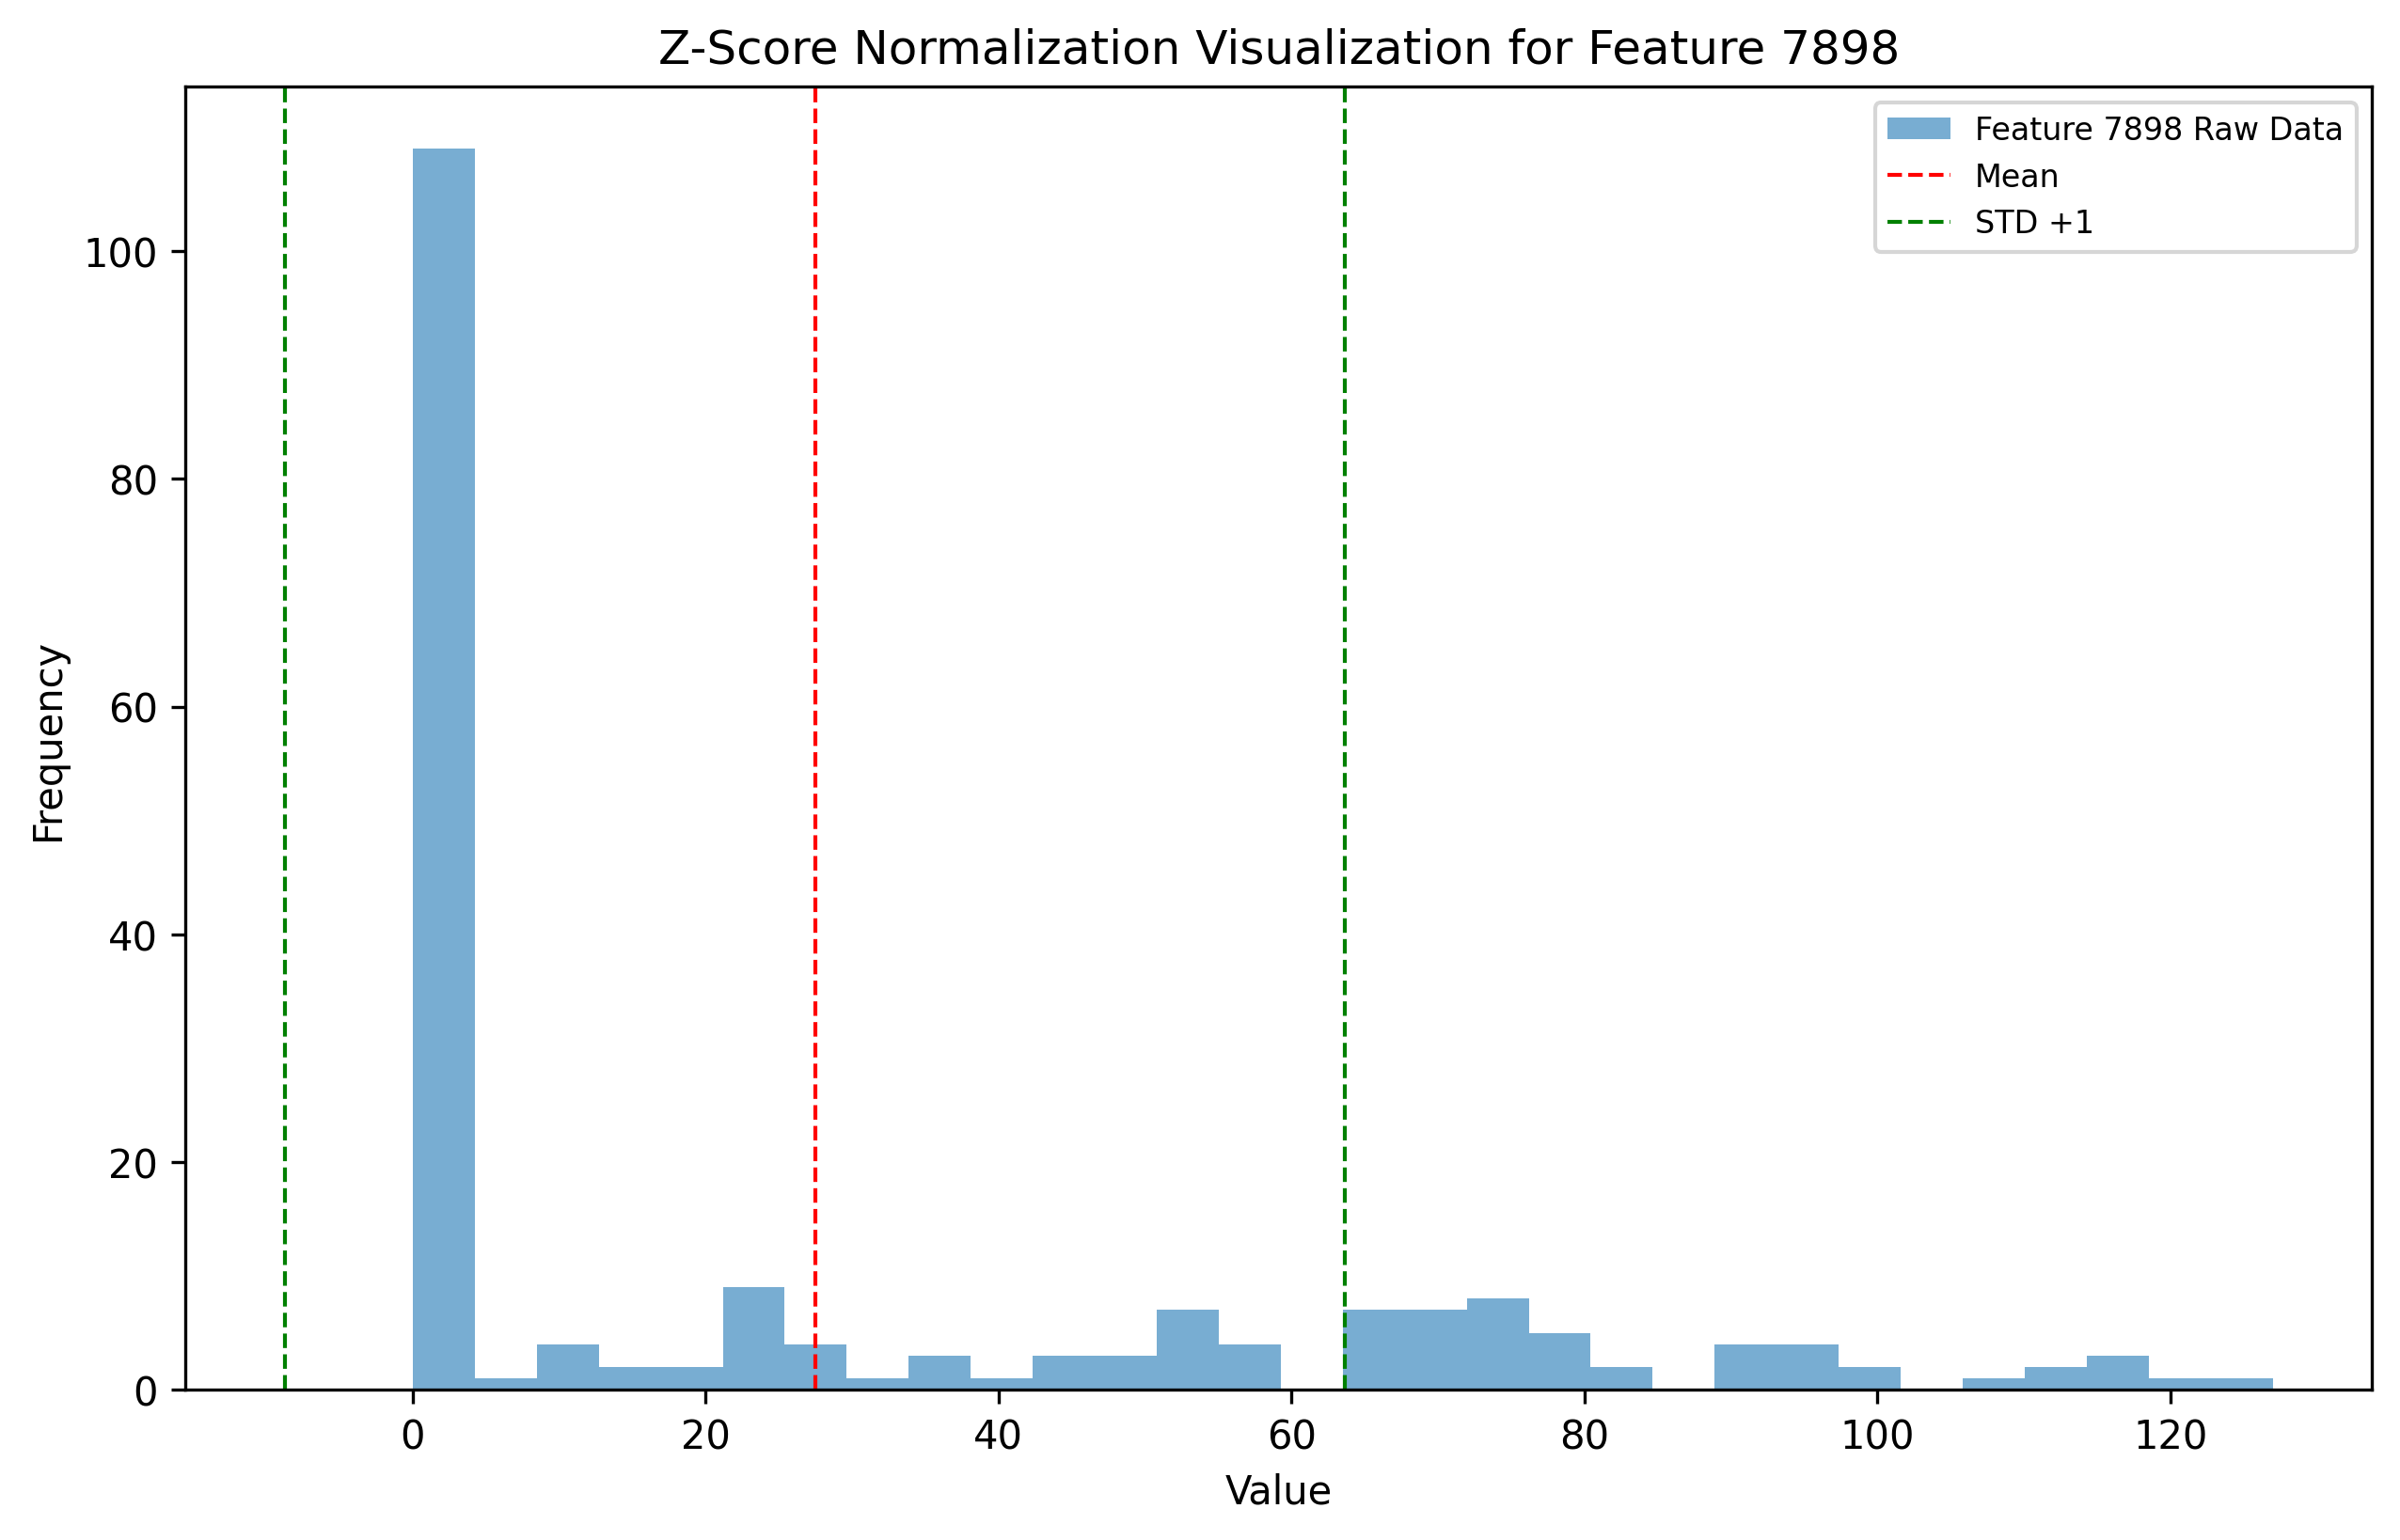 Z-Score Normalization Visualization for Feature 7898
Feature 7898 Raw Data
Mean
STD +1
Frequency
100
80
60
40
20
0
0 20 40 60 80 100 120
Value